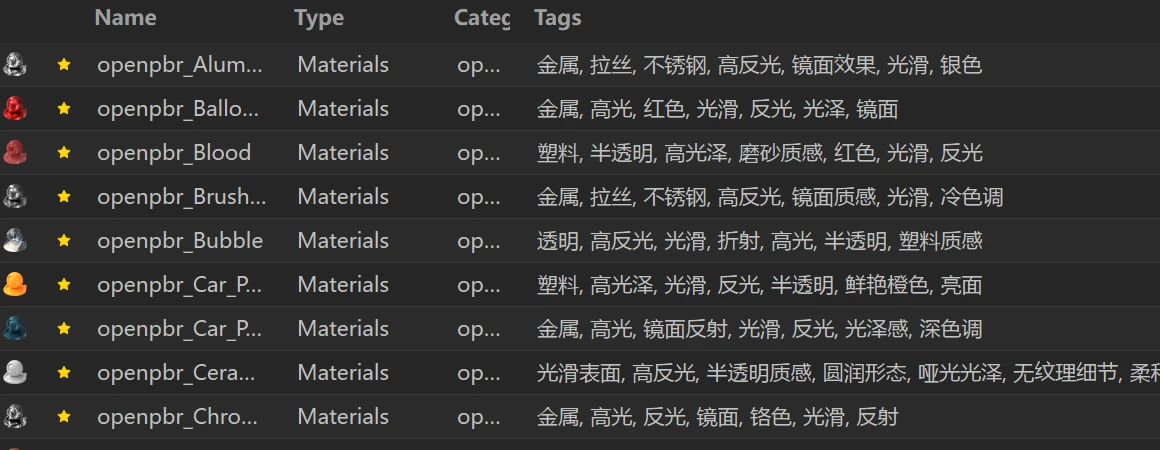 Name Type Categ Tags
openpbr_Alum... Materials op... 金属, 拉丝, 不锈钢, 高反光, 镜面效果, 光滑, 银色
openpbr_Ballo... Materials op... 金属, 高光, 红色, 光滑, 反光, 光泽, 镜面
openpbr_Blood Materials op... 塑料, 半透明, 高光泽, 磨砂质感, 红色, 光滑, 反光
openpbr_Brush... Materials op... 金属, 拉丝, 不锈钢, 高反光, 镜面质感, 光滑, 冷色调
openpbr_Bubble Materials op... 透明, 高反光, 光滑, 折射, 高光, 半透明, 塑料质感
openpbr_Car_P... Materials op... 塑料, 高光泽, 光滑, 反光, 半透明, 鲜艳橙色, 亮面
openpbr_Car_P... Materials op... 金属, 高光, 镜面反射, 光滑, 反光, 光泽感, 深色调
openpbr_Cera... Materials op... 光滑表面, 高反光, 半透明质感, 圆润形态, 哑光光泽, 无纹理细节, 柔和
openpbr_Chro... Materials op... 金属, 高光, 反光, 镜面, 铬色, 光滑, 反射